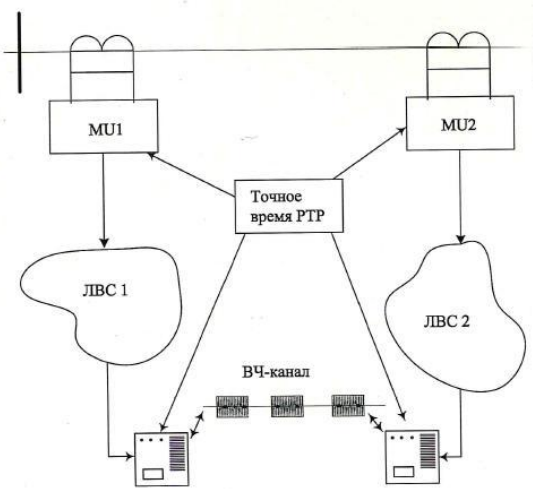 MU1
MU2
Точное
время PTP
ЛВС 1
ЛВС 2
ВЧ-канал